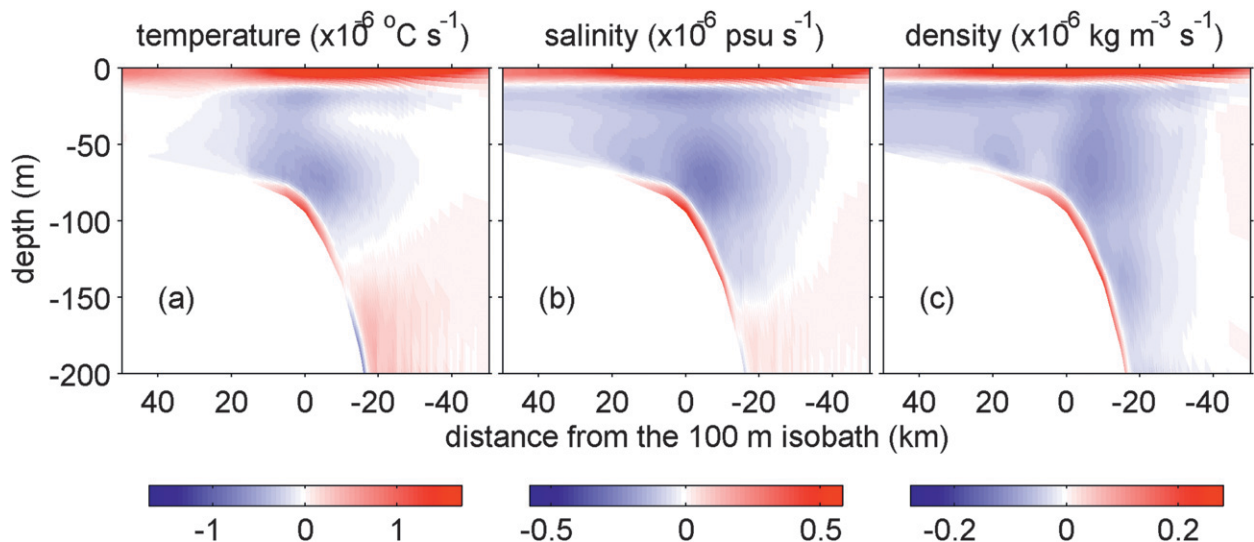 temperature (x10⁻⁶ °C s⁻¹) salinity (x10⁻⁶ psu s⁻¹) density (x10⁻⁶ kg m⁻³ s⁻¹)
0
-50
-100
-150
-200
depth (m)
(a) (b) (c)
40 20 0 -20 -40 40 20 0 -20 -40 40 20 0 -20 -40
distance from the 100 m isobath (km)
-1 0 1 -0.5 0 0.5 -0.2 0 0.2